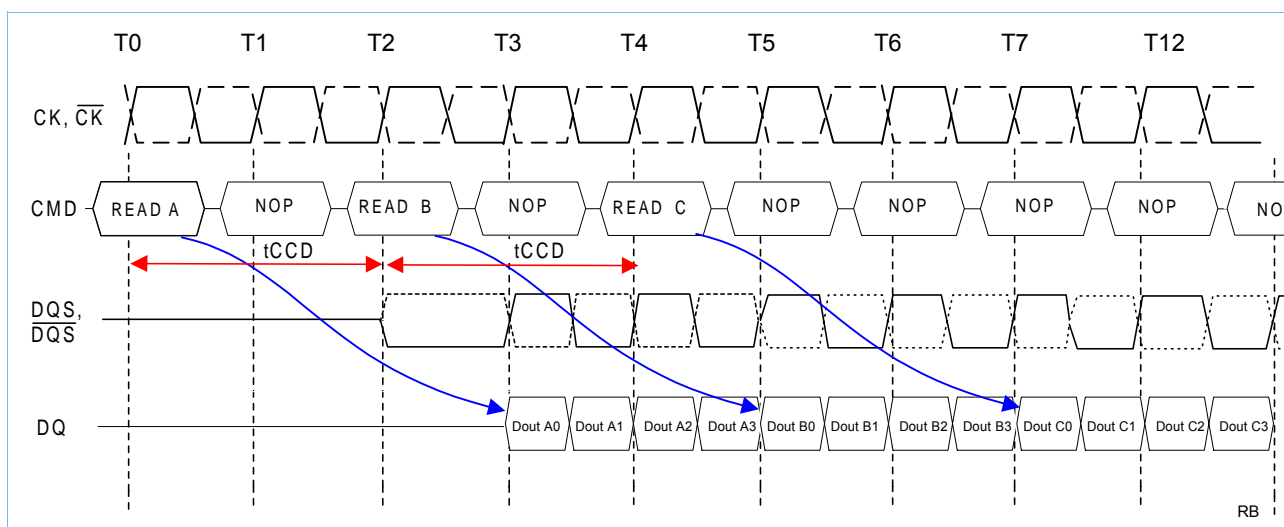 T0 T1 T2 T3 T4 T5 T6 T7 T12
CK, CK
CMD READ A NOP READ B NOP READ C NOP NOP NOP NOP NO
tCCD tCCD
DQS,
DQS
DQ Dout A0 Dout A1 Dout A2 Dout A3 Dout B0 Dout B1 Dout B2 Dout B3 Dout C0 Dout C1 Dout C2 Dout C3
RB